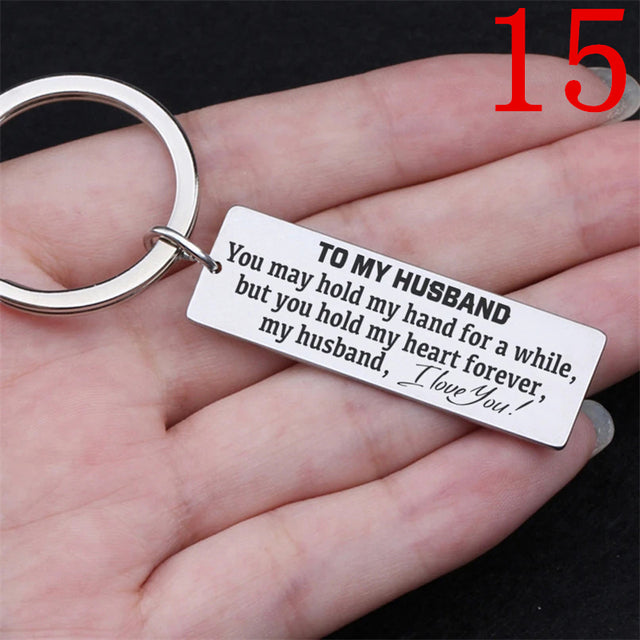 15
TO MY HUSBAND
You may hold my hand for a while,
but you hold my heart forever,
my husband, I love You!